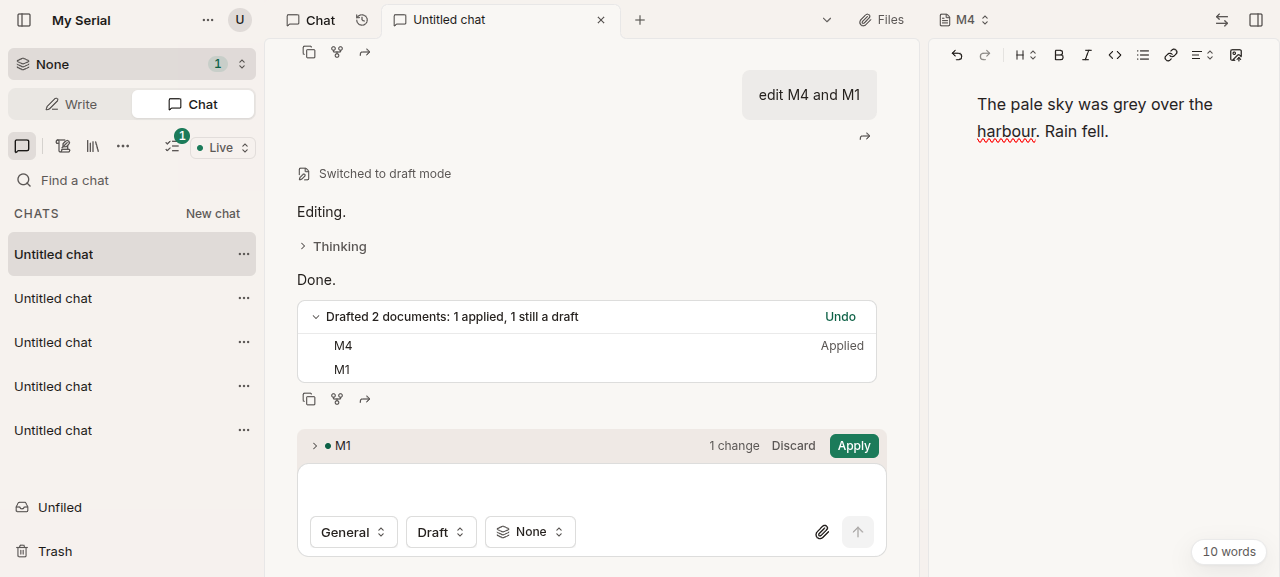 My Serial
U
None
1
Write
Chat
1
Live
Find a chat
CHATS
New chat
Untitled chat
Untitled chat
Untitled chat
Untitled chat
Untitled chat
Unfiled
Trash
Chat
Untitled chat
Files
M4
edit M4 and M1
Switched to draft mode
Editing.
Thinking
Done.
Drafted 2 documents: 1 applied, 1 still a draft
Undo
M4
Applied
M1
M1
1 change
Discard
Apply
General
Draft
None
H
B
I
The pale sky was grey over the
harbour. Rain fell.
10 words